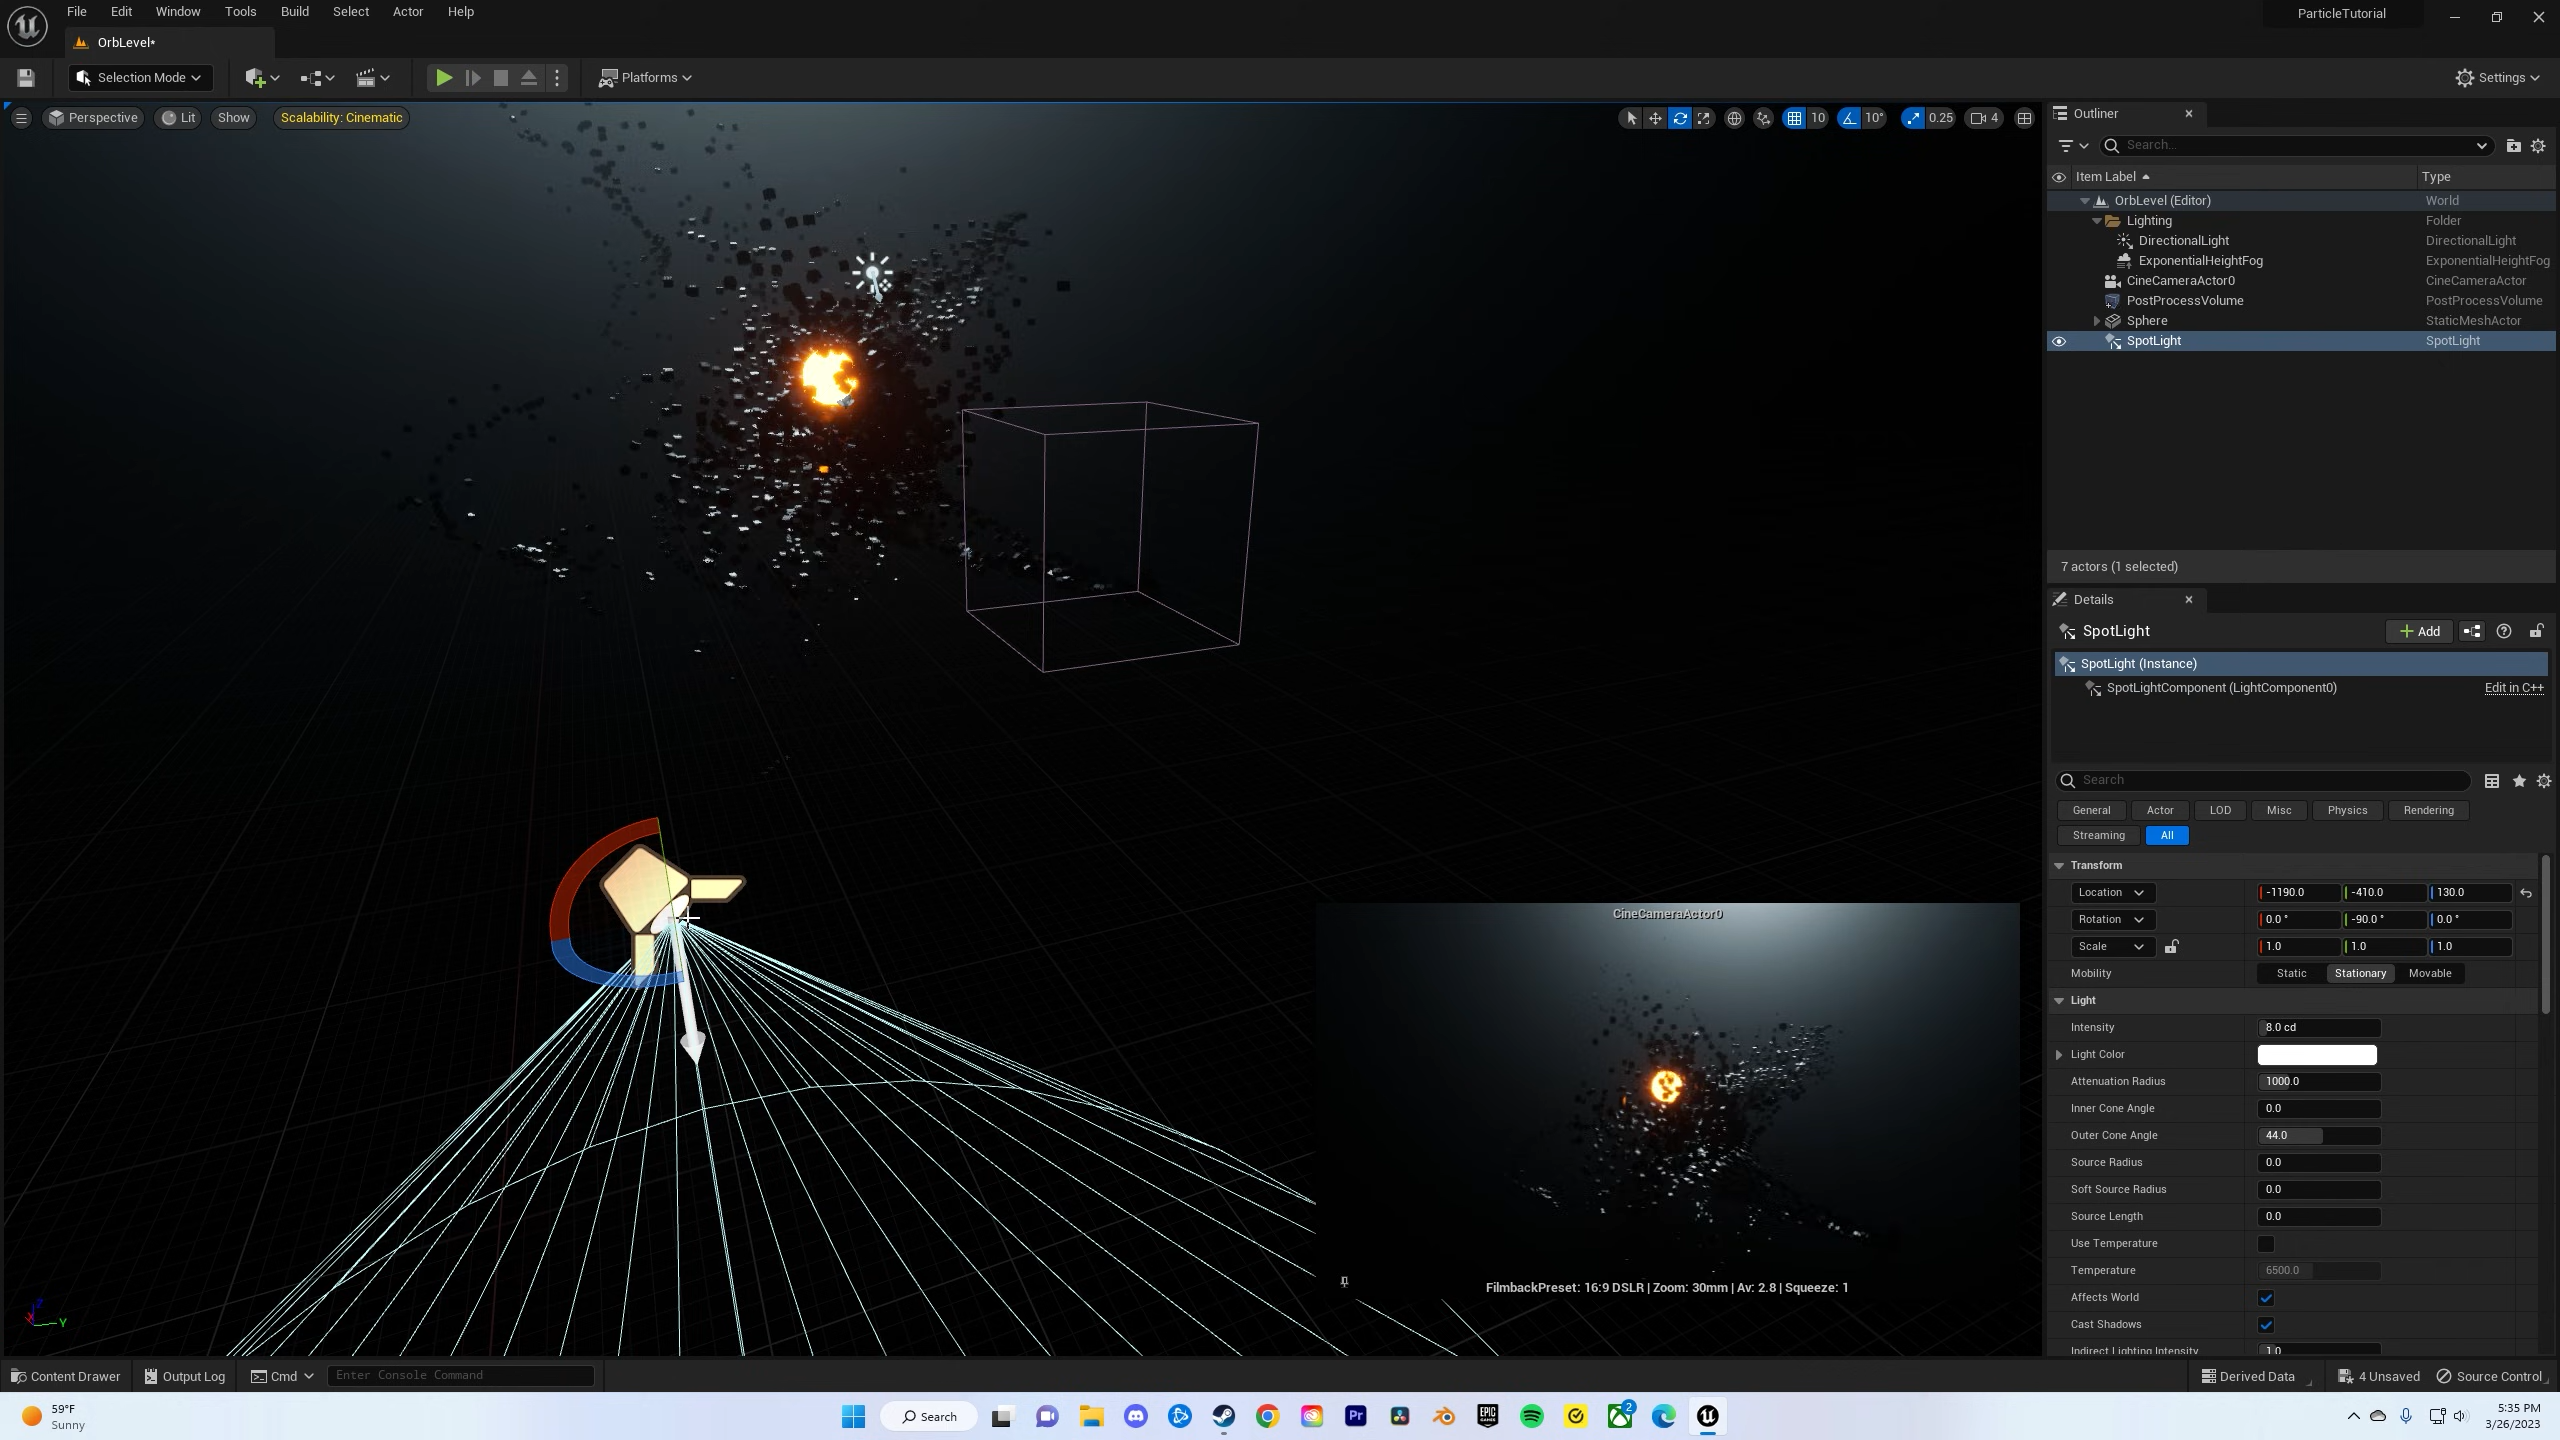 File Edit Window Tools Build Select Actor Help
ParticleTutorial
OrbLevel*
Selection Mode
Platforms
Settings
Perspective
Lit
Show
Scalability: Cinematic
10
10°
0.25
4
Outliner
Search...
Item Label
Type
OrbLevel (Editor) World
Lighting Folder
DirectionalLight DirectionalLight
ExponentialHeightFog ExponentialHeightFog
CineCameraActor0 CineCameraActor
PostProcessVolume PostProcessVolume
Sphere StaticMeshActor
SpotLight SpotLight
7 actors (1 selected)
Details
SpotLight
Add
SpotLight (Instance)
SpotLightComponent (LightComponent0) Edit in C++
Search
General Actor LOD Misc Physics Rendering
Streaming All
Transform
Location -1190.0 -410.0 130.0
Rotation 0.0° -90.0° 0.0°
Scale 1.0 1.0 1.0
Mobility Static Stationary Movable
Light
Intensity 8.0 cd
Light Color
Attenuation Radius 1000.0
Inner Cone Angle 0.0
Outer Cone Angle 44.0
Source Radius 0.0
Soft Source Radius 0.0
Source Length 0.0
Use Temperature
Temperature 6500.0
Affects World
Cast Shadows
Indirect Lighting Intensity 1.0
CineCameraActor0
FilmbackPreset: 16:9 DSLR | Zoom: 30mm | Av: 2.8 | Squeeze: 1
Z
X
Y
Content Drawer
Output Log
Cmd
Enter Console Command
Derived Data
4 Unsaved
Source Control
59°F
Sunny
Search
Pr
EPIC
GAMES
2
5:35 PM
3/26/2023